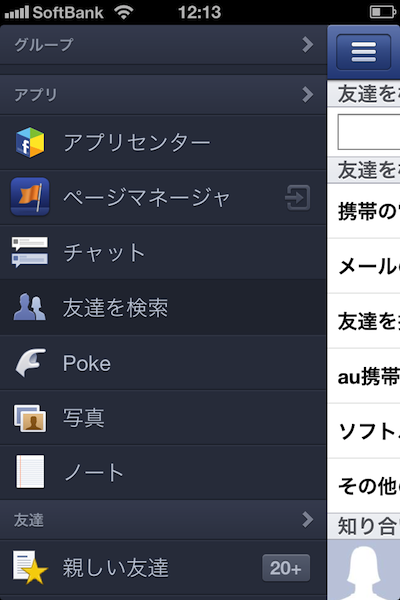 SoftBank 12:13
グループ
アプリ
アプリセンター
ページマネージャ
チャット
友達を検索
Poke
写真
ノート
友達
親しい友達 20+
友達を
友達を
携帯の
メールの
友達を
au携帯
ソフト
その他の
知り合